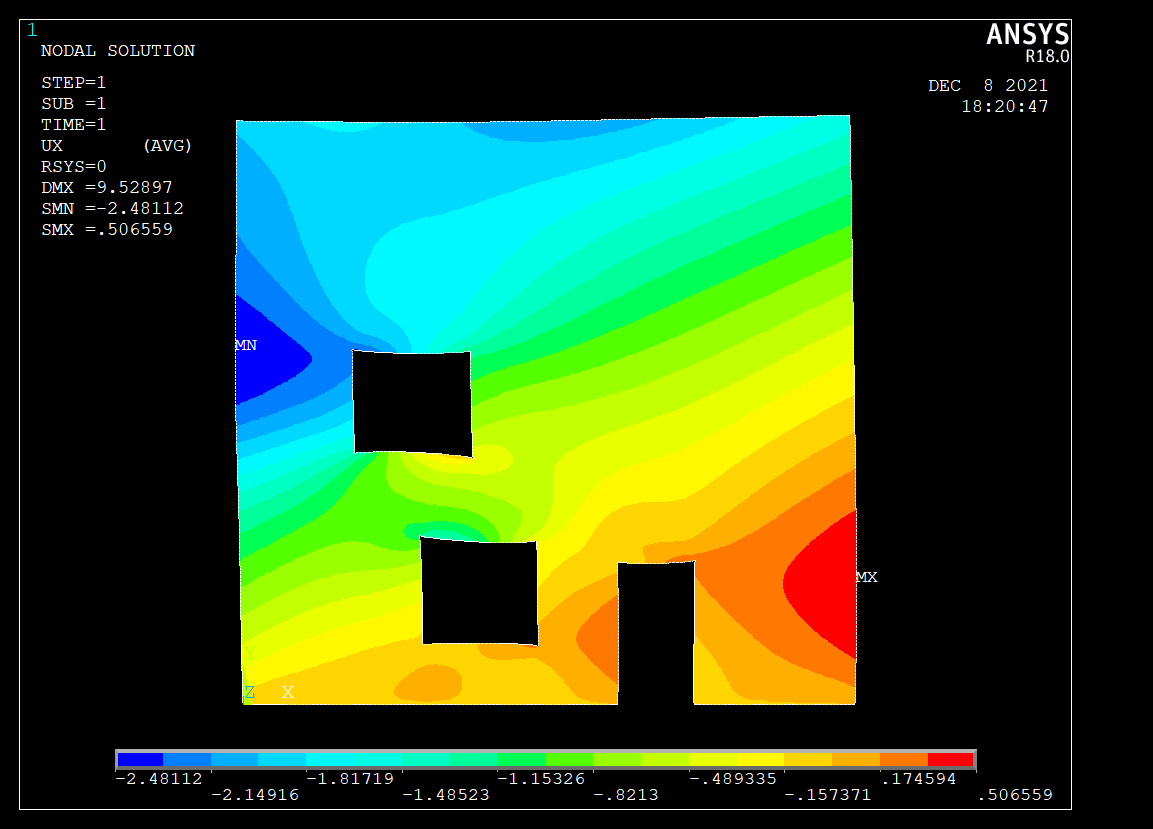 1
ANSYS
R18.0
NODAL SOLUTION
STEP=1
SUB =1
TIME=1
UX (AVG)
RSYS=0
DMX =9.52897
SMN =-2.48112
SMX =.506559
DEC 8 2021
18:20:47
MN
MX
Y
Z X
-2.48112 -1.81719 -1.15326 -.489335 .174594
-2.14916 -1.48523 -.8213 -.157371 .506559